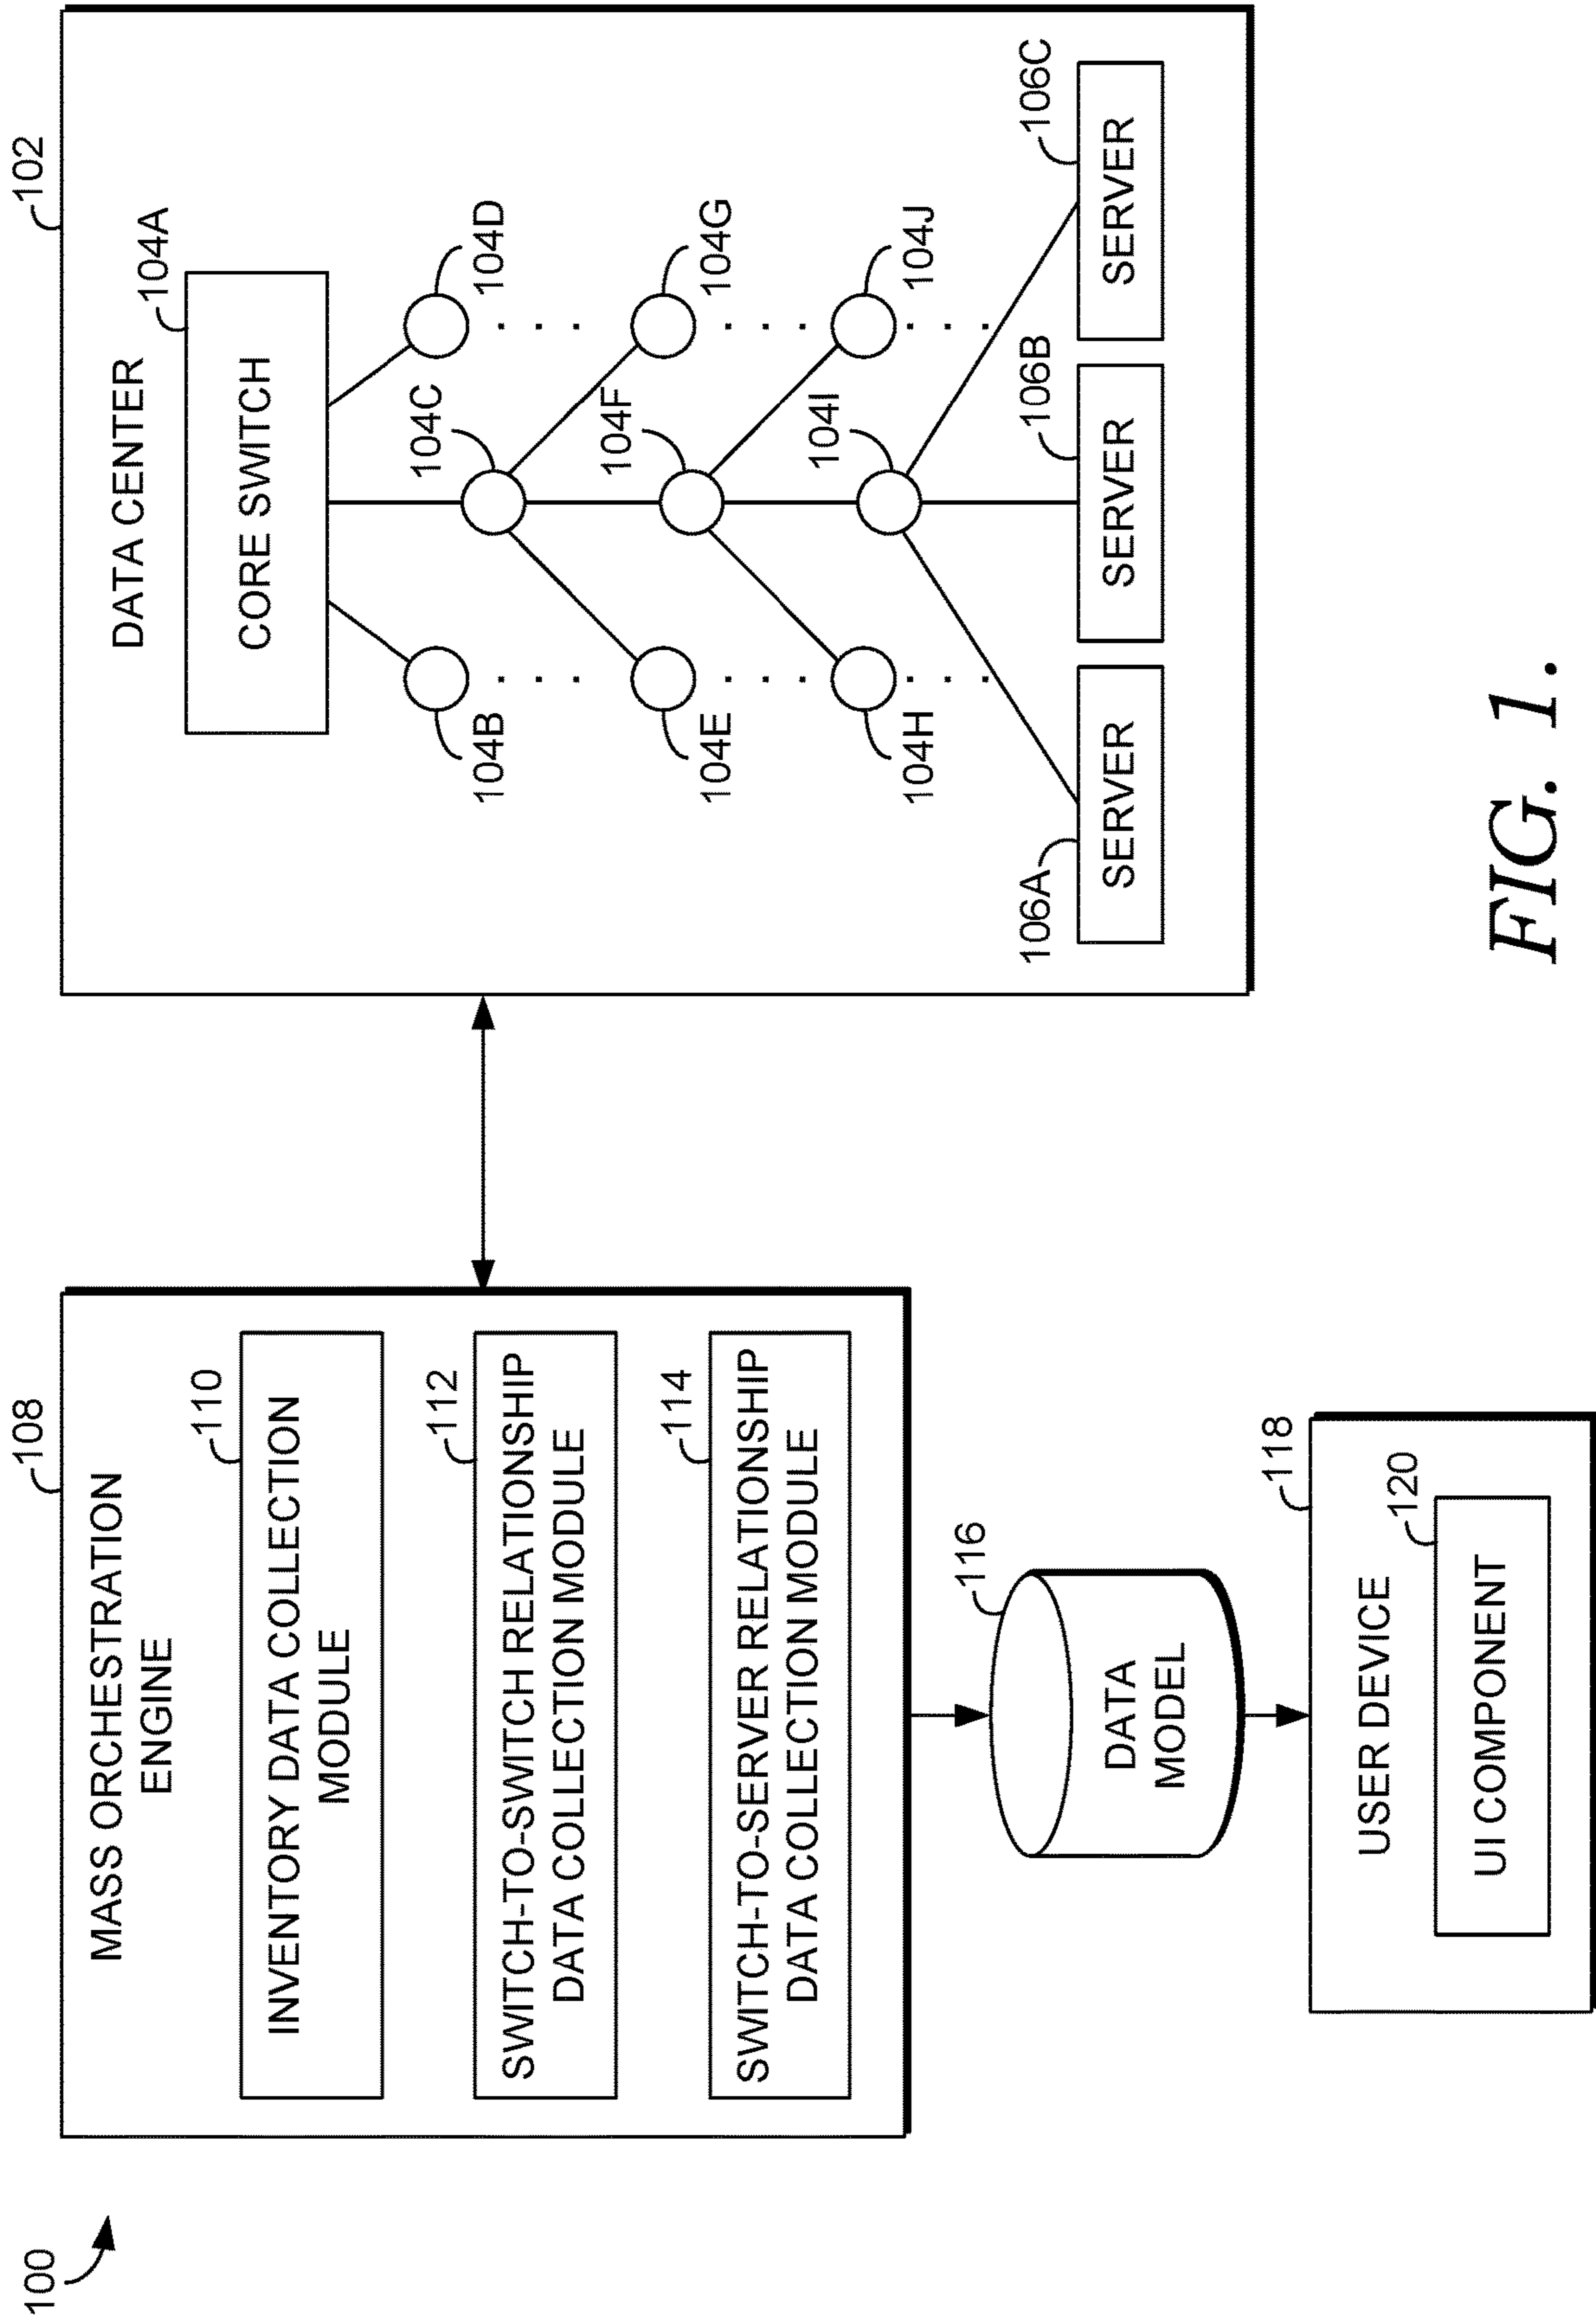 100
108
MASS ORCHESTRATION
ENGINE
110
INVENTORY DATA COLLECTION
MODULE
112
SWITCH-TO-SWITCH RELATIONSHIP
DATA COLLECTION MODULE
114
SWITCH-TO-SERVER RELATIONSHIP
DATA COLLECTION MODULE
116
DATA
MODEL
118
USER DEVICE
120
UI COMPONENT
102
DATA CENTER
104A
CORE SWITCH
104B
104C
104D
104E
104F
104G
104H
104I
104J
106A
SERVER
106B
SERVER
106C
SERVER
FIG. 1.